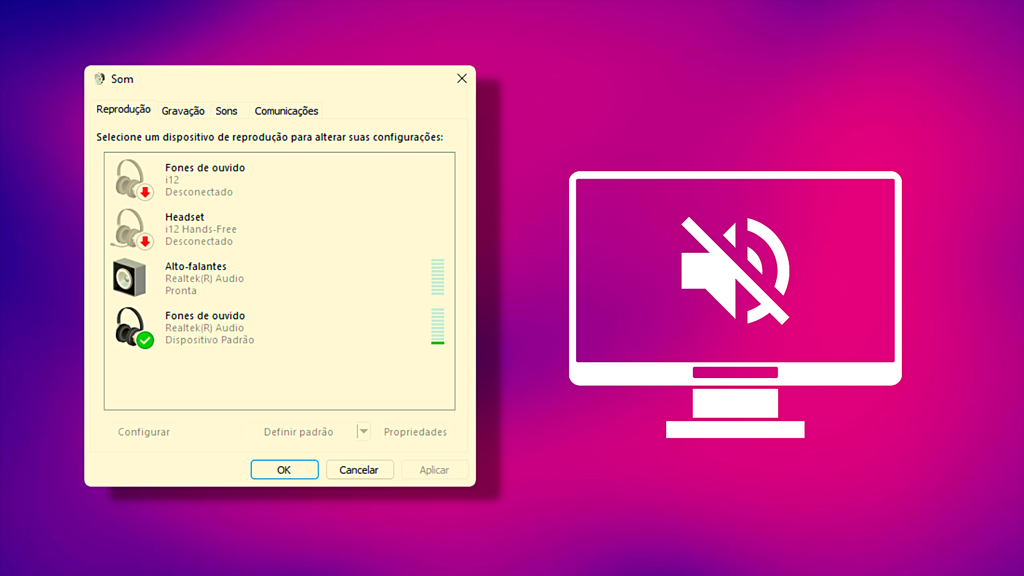 Som
Reprodução Gravação Sons Comunicações
Selecione um dispositivo de reprodução para alterar suas configurações:
Fones de ouvido
i12
Desconectado
Headset
i12 Hands-Free
Desconectado
Alto-falantes
Realtek(R) Audio
Pronta
Fones de ouvido
Realtek(R) Audio
Dispositivo Padrão
Configurar Definir padrão Propriedades
OK Cancelar Aplicar